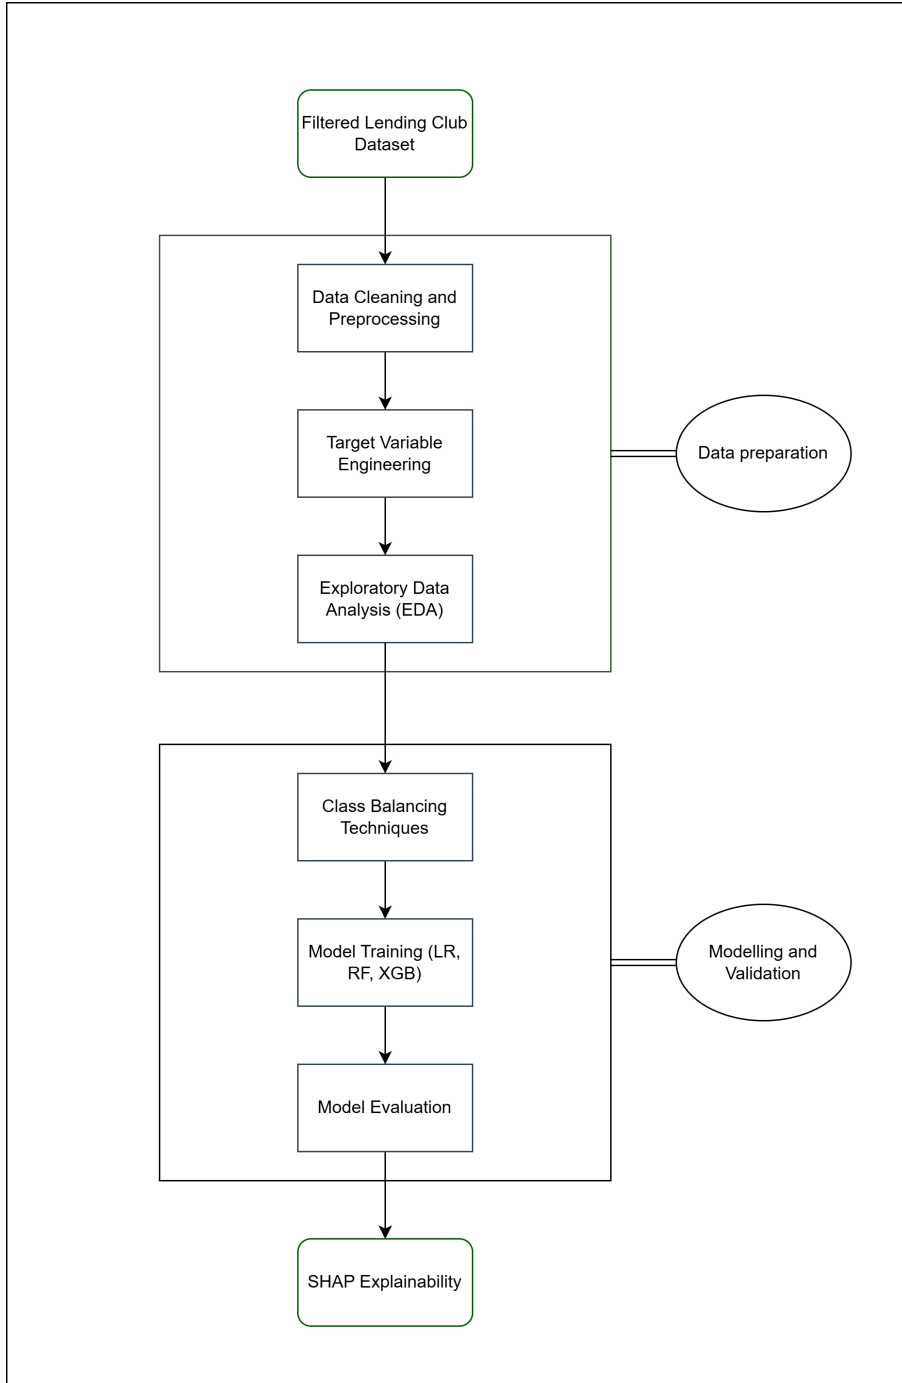 Filtered Lending Club
Dataset
Data Cleaning and
Preprocessing
Target Variable
Engineering
Data preparation
Exploratory Data
Analysis (EDA)
Class Balancing
Techniques
Model Training (LR,
RF, XGB)
Modelling and
Validation
Model Evaluation
SHAP Explainability